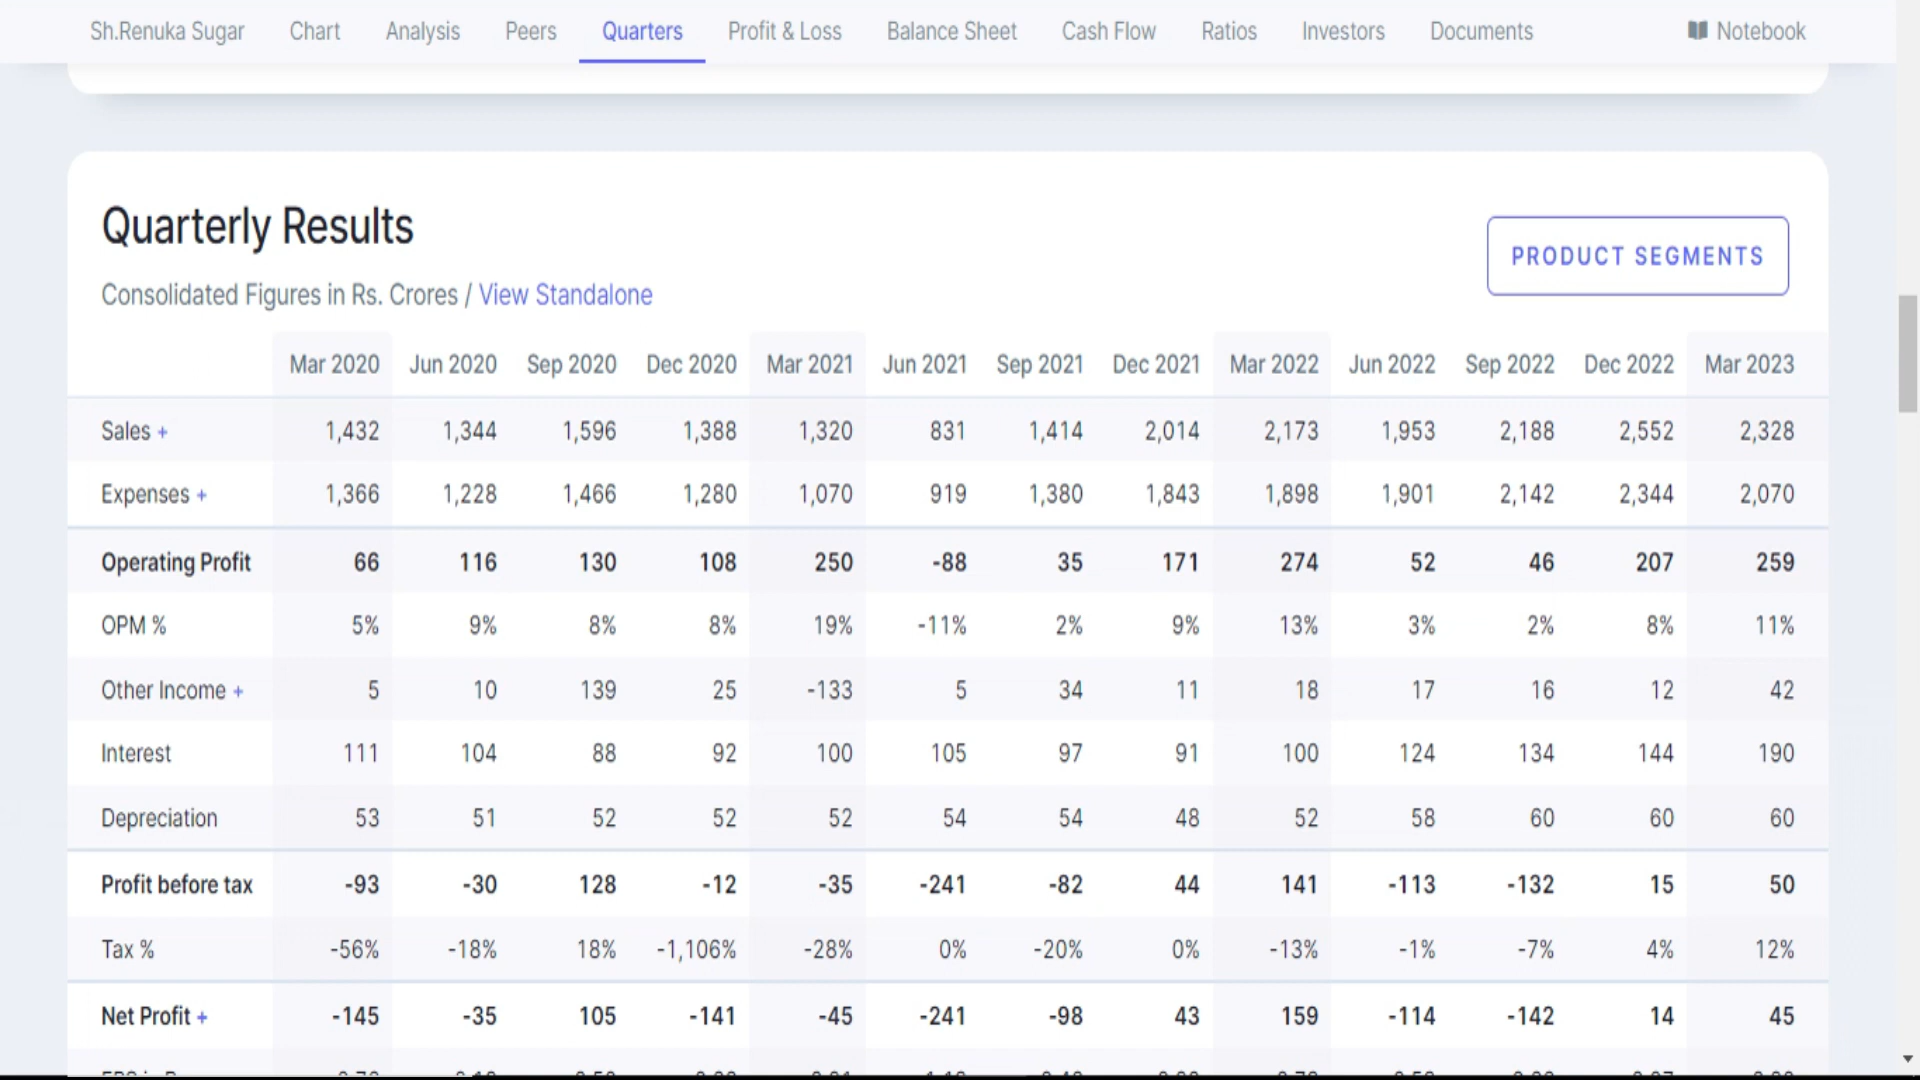 Sh.Renuka Sugar Chart Analysis Peers Quarters Profit & Loss Balance Sheet Cash Flow Ratios Investors Documents Notebook
Quarterly Results
PRODUCT SEGMENTS
Consolidated Figures in Rs. Crores / View Standalone
Mar 2020 Jun 2020 Sep 2020 Dec 2020 Mar 2021 Jun 2021 Sep 2021 Dec 2021 Mar 2022 Jun 2022 Sep 2022 Dec 2022 Mar 2023
Sales + 1,432 1,344 1,596 1,388 1,320 831 1,414 2,014 2,173 1,953 2,188 2,552 2,328
Expenses + 1,366 1,228 1,466 1,280 1,070 919 1,380 1,843 1,898 1,901 2,142 2,344 2,070
Operating Profit 66 116 130 108 250 -88 35 171 274 52 46 207 259
OPM % 5% 9% 8% 8% 19% -11% 2% 9% 13% 3% 2% 8% 11%
Other Income + 5 10 139 25 -133 5 34 11 18 17 16 12 42
Interest 111 104 88 92 100 105 97 91 100 124 134 144 190
Depreciation 53 51 52 52 52 54 54 48 52 58 60 60 60
Profit before tax -93 -30 128 -12 -35 -241 -82 44 141 -113 -132 15 50
Tax % -56% -18% 18% -1,106% -28% 0% -20% 0% -13% -1% -7% 4% 12%
Net Profit + -145 -35 105 -141 -45 -241 -98 43 159 -114 -142 14 45